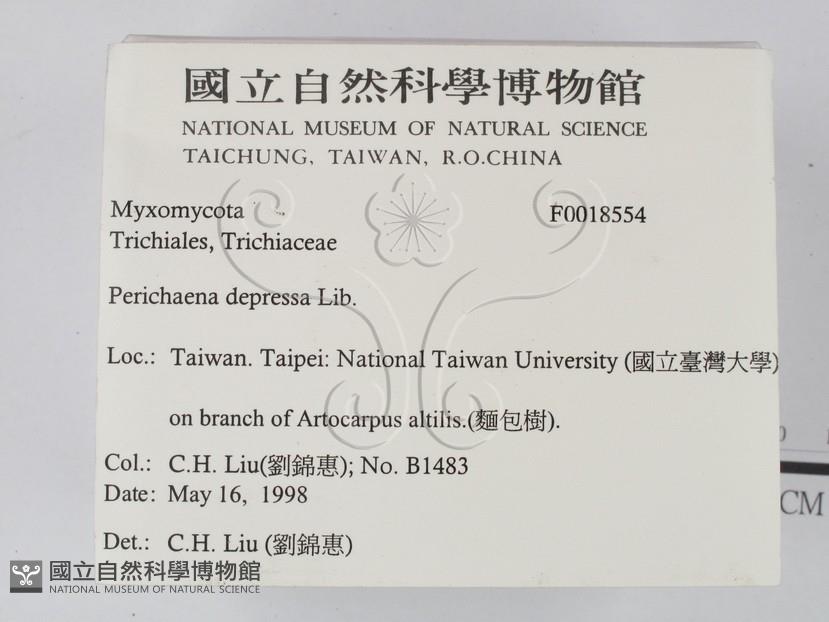 國立自然科學博物館
NATIONAL MUSEUM OF NATURAL SCIENCE
TAICHUNG, TAIWAN, R.O.CHINA
Myxomycota F0018554
Trichiales, Trichiaceae
Perichaena depressa Lib.
Loc.: Taiwan. Taipei: National Taiwan University (國立臺灣大學)
on branch of Artocarpus altilis.(麵包樹).
Col.: C.H. Liu(劉錦惠); No. B1483
Date: May 16, 1998
Det.: C.H. Liu (劉錦惠)
CM
國立自然科學博物館
NATIONAL MUSEUM OF NATURAL SCIENCE